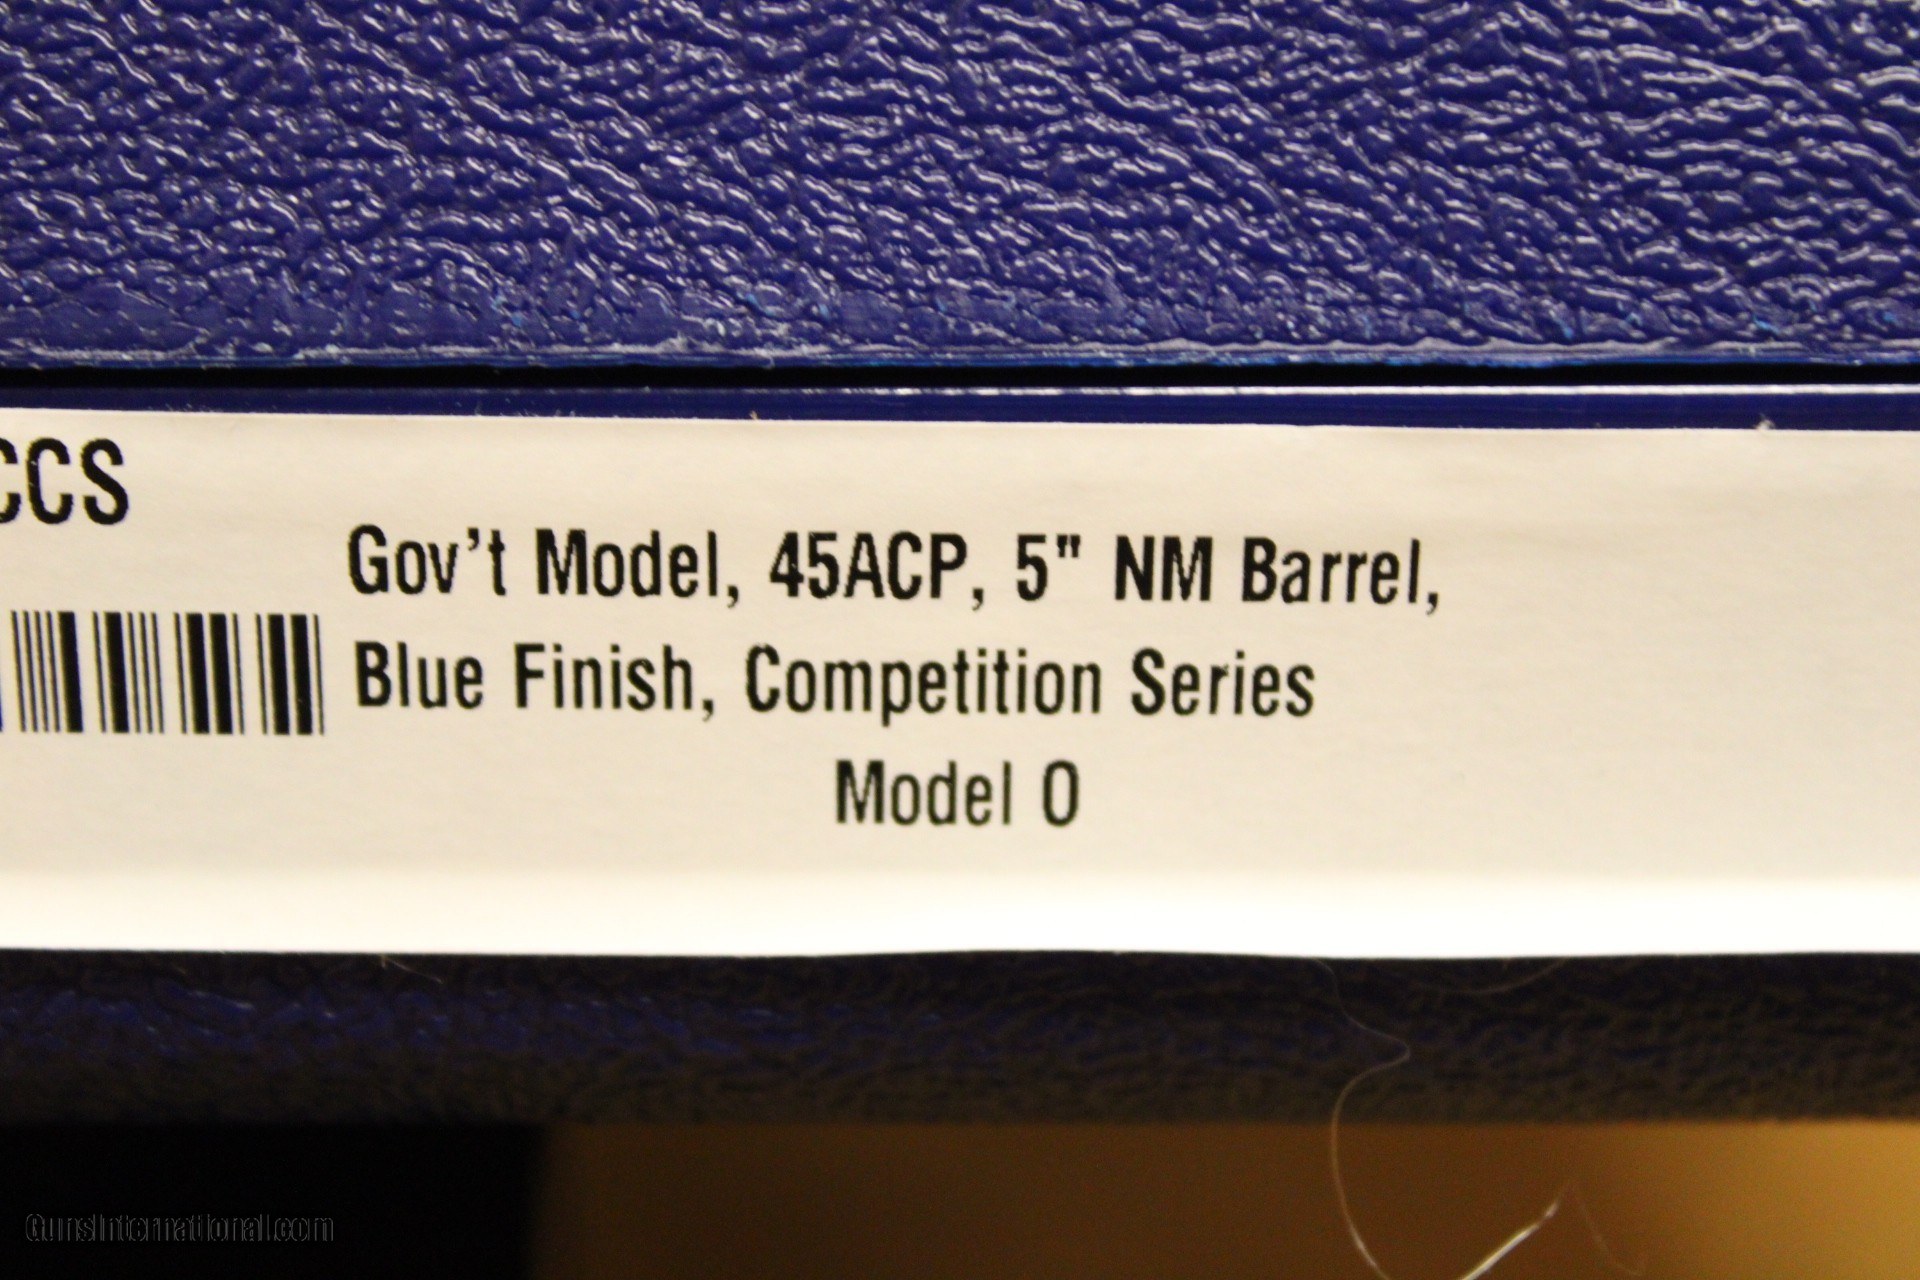 CCS
Gov't Model, 45ACP, 5" NM Barrel,
Blue Finish, Competition Series
Model O
GunsInternational.com